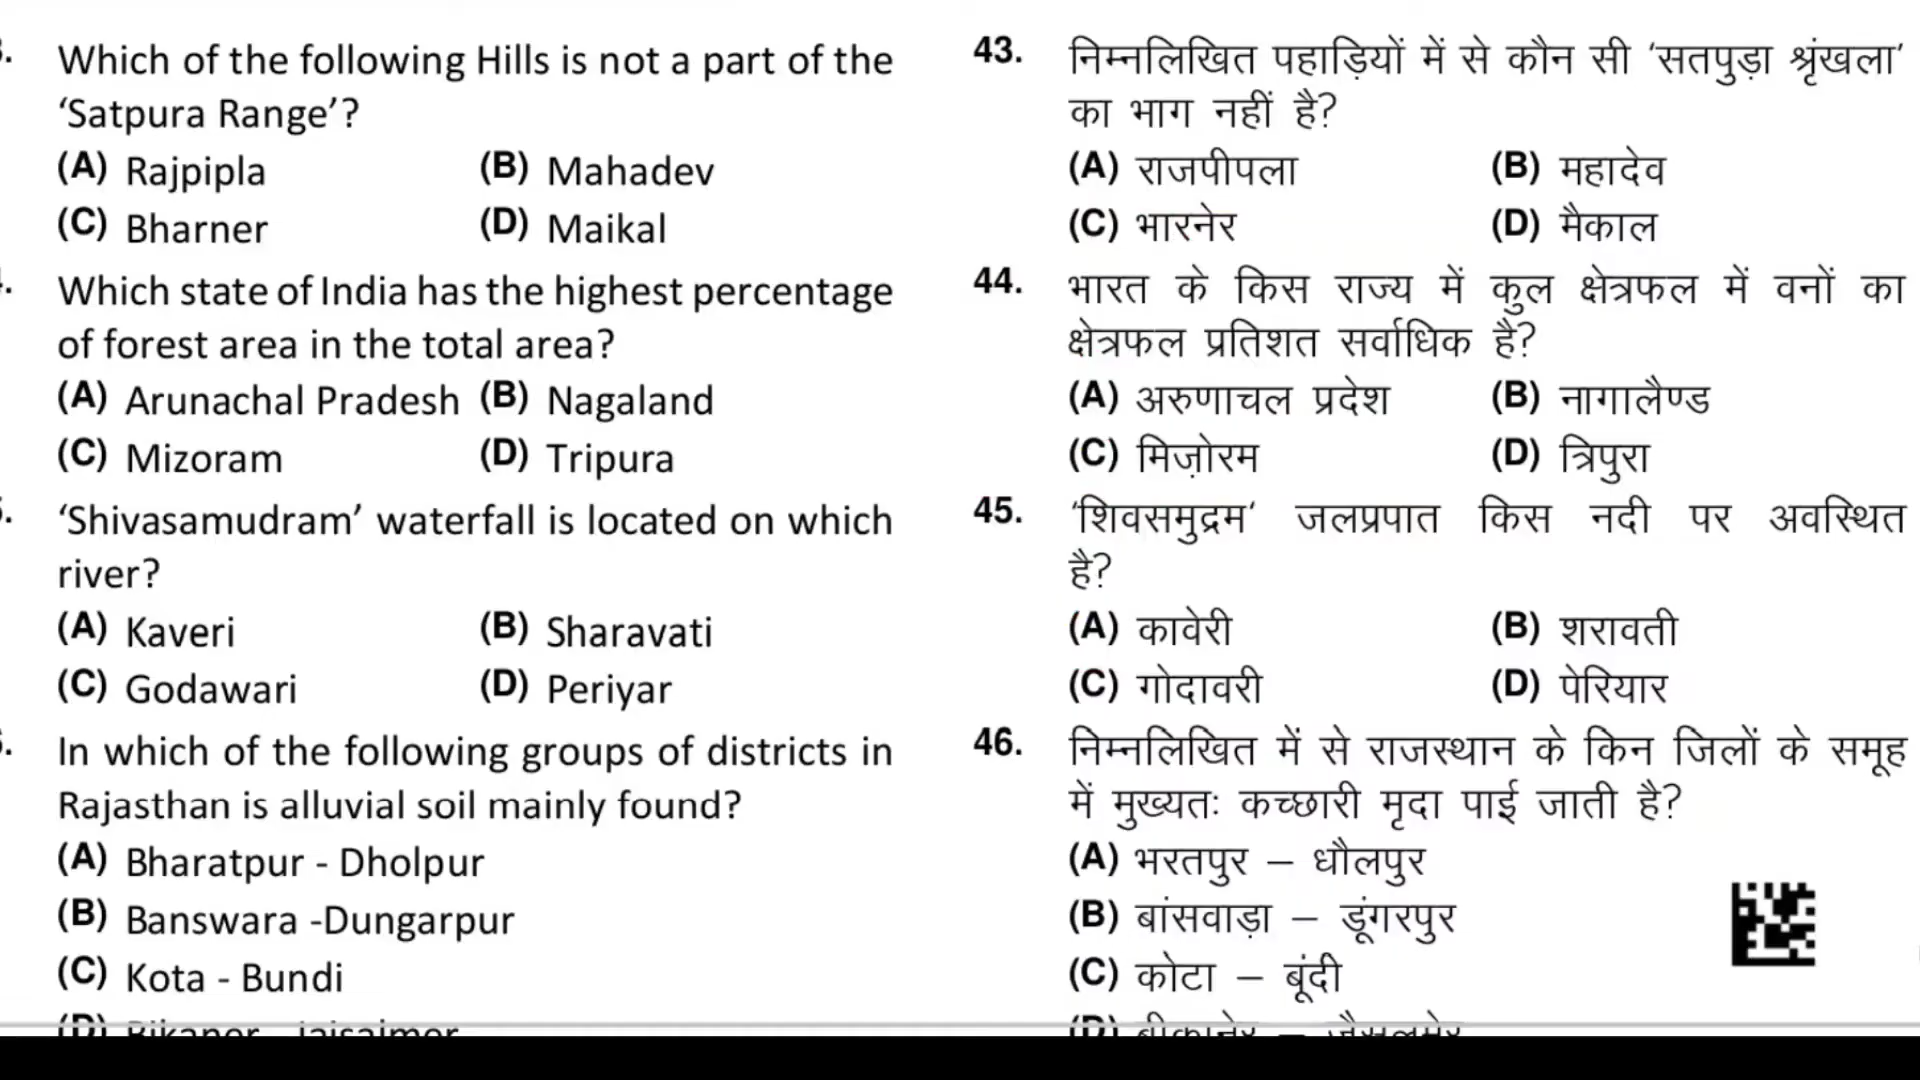 Which of the following Hills is not a part of the
‘Satpura Range’?
(A) Rajpipla (B) Mahadev
(C) Bharner (D) Maikal
Which state of India has the highest percentage
of forest area in the total area?
(A) Arunachal Pradesh (B) Nagaland
(C) Mizoram (D) Tripura
‘Shivasamudram’ waterfall is located on which
river?
(A) Kaveri (B) Sharavati
(C) Godawari (D) Periyar
In which of the following groups of districts in
Rajasthan is alluvial soil mainly found?
(A) Bharatpur - Dholpur
(B) Banswara -Dungarpur
(C) Kota - Bundi
(D) Bikaner - Jaisalmer
43. निम्नलिखित पहाड़ियों में से कौन सी ‘सतपुड़ा श्रृंखला’
का भाग नहीं है?
(A) राजपीपला (B) महादेव
(C) भारनेर (D) मैकाल
44. भारत के किस राज्य में कुल क्षेत्रफल में वनों का
क्षेत्रफल प्रतिशत सर्वाधिक है?
(A) अरुणाचल प्रदेश (B) नागालैण्ड
(C) मिज़ोरम (D) त्रिपुरा
45. ‘शिवसमुद्रम‘ जलप्रपात किस नदी पर अवस्थित
है?
(A) कावेरी (B) शरावती
(C) गोदावरी (D) पेरियार
46. निम्नलिखित में से राजस्थान के किन जिलों के समूह
में मुख्यतः कच्छारी मृदा पाई जाती है?
(A) भरतपुर – धौलपुर
(B) बांसवाड़ा – डूंगरपुर
(C) कोटा – बूंदी
(D) बीकानेर – जैसलमेर